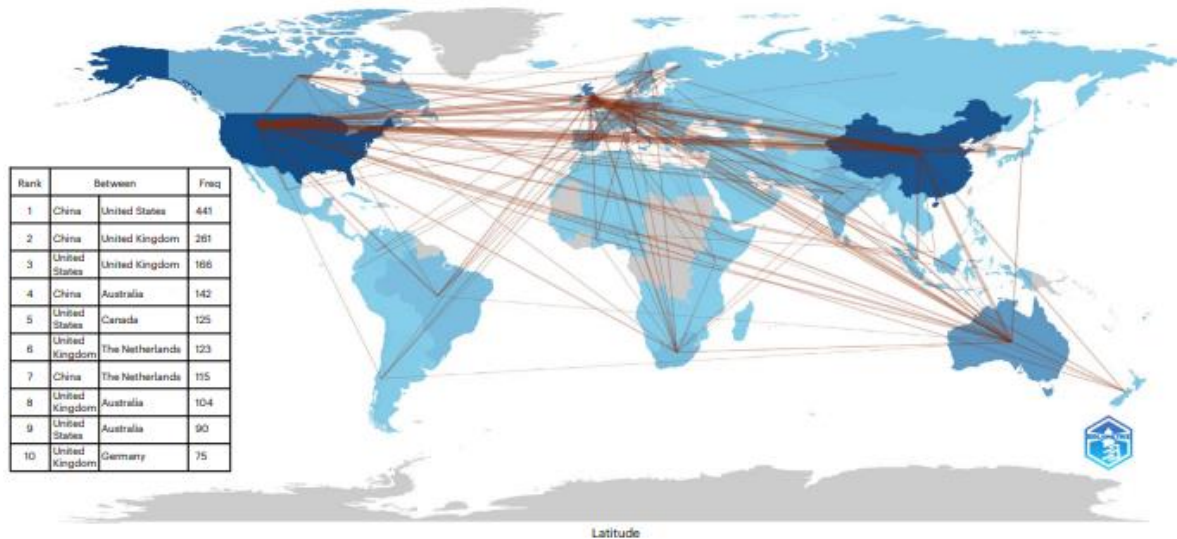 Rank Between Freq
1 China United States 441
2 China United Kingdom 261
3 United States United Kingdom 166
4 China Australia 142
5 United States Canada 125
6 United Kingdom The Netherlands 123
7 China The Netherlands 115
8 United Kingdom Australia 104
9 United States Australia 90
10 United Kingdom Germany 75
Latitude